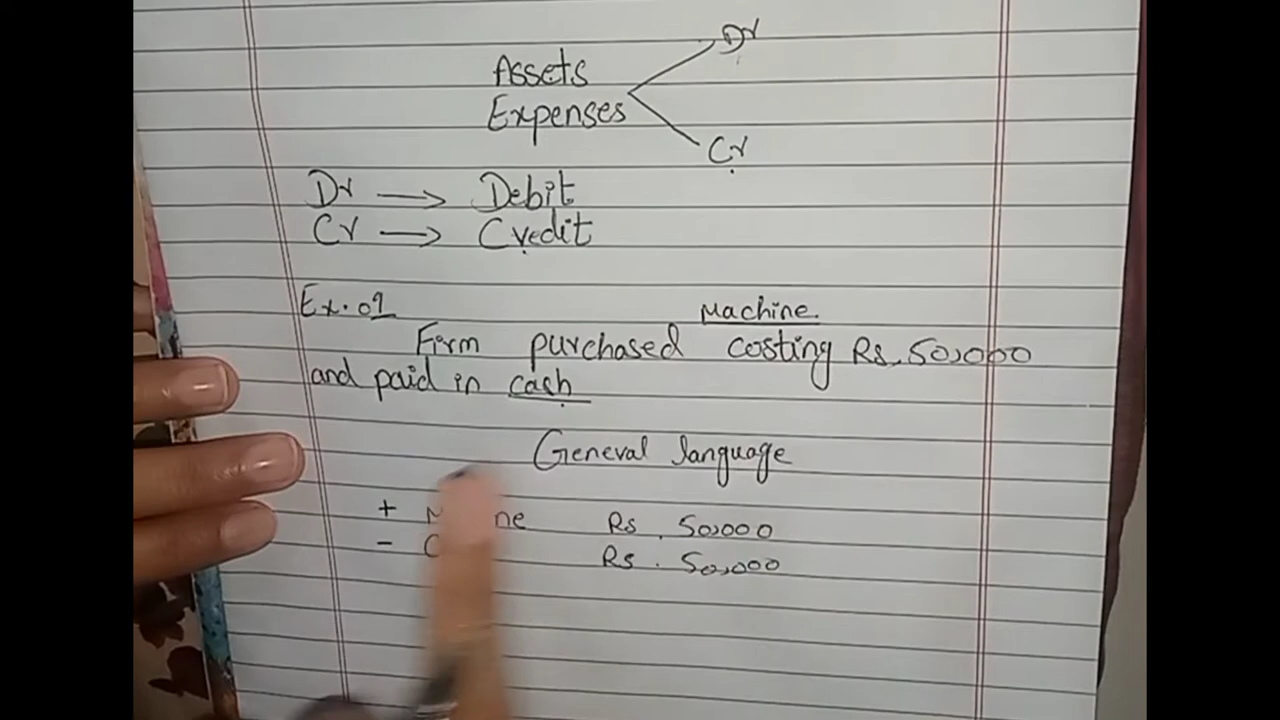 Assets Dr
Expenses
Cr
Dr → Debit
Cr → Credit
Ex. 01
Machine
Firm purchased costing Rs. 50,000
and paid in cash
General language
+ Rs. 50,000
- Rs. 50,000